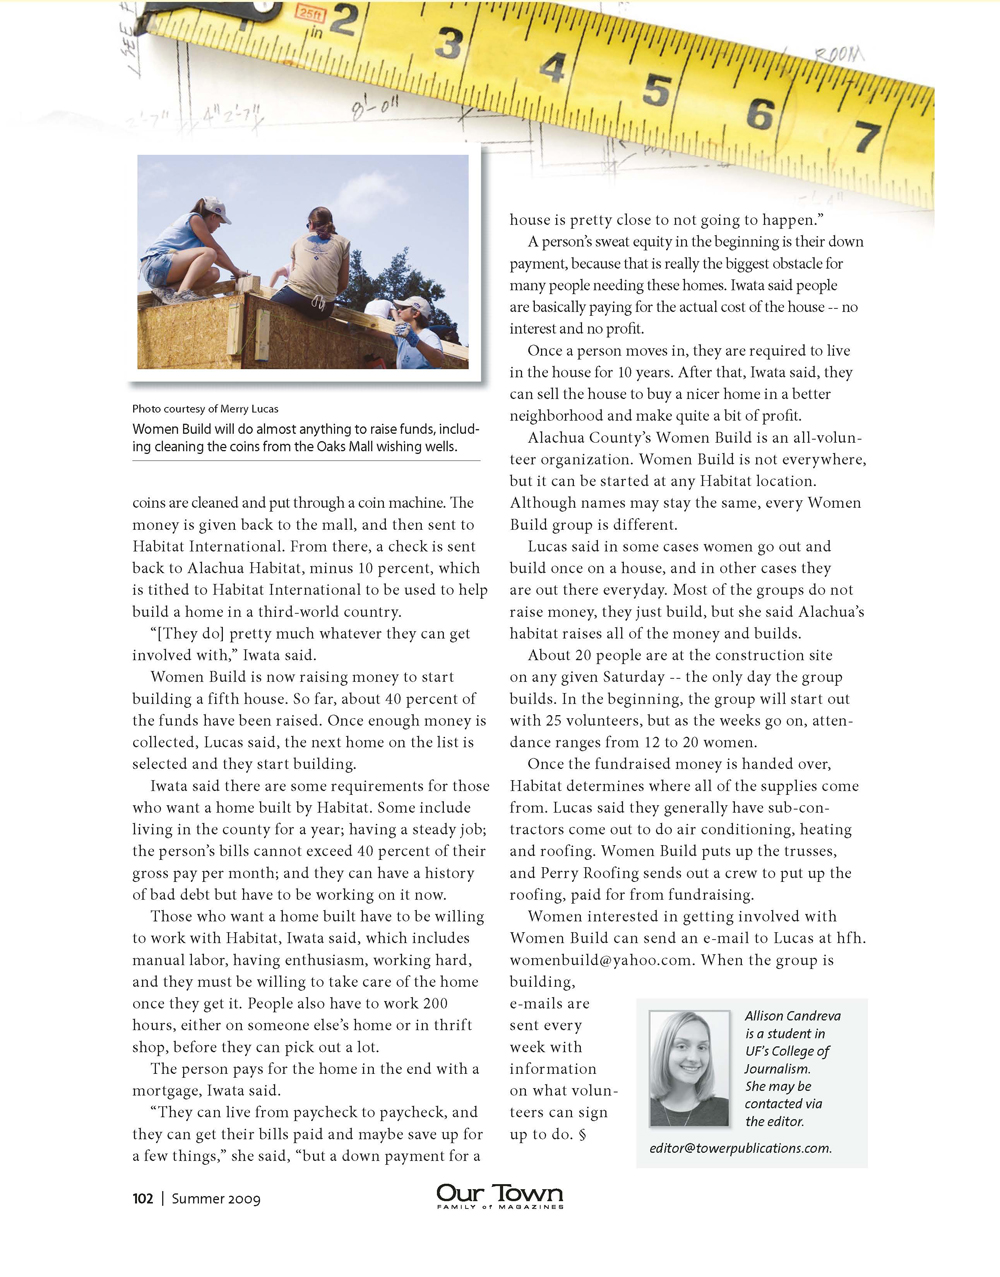 25ft
in 2 3 4 5 6 7
ROOM
4" 2'-7"
8'-0"
Photo courtesy of Merry Lucas
Women Build will do almost anything to raise funds, includ-
ing cleaning the coins from the Oaks Mall wishing wells.
coins are cleaned and put through a coin machine. The
money is given back to the mall, and then sent to
Habitat International. From there, a check is sent
back to Alachua Habitat, minus 10 percent, which
is tithed to Habitat International to be used to help
build a home in a third-world country.
“[They do] pretty much whatever they can get
involved with,” Iwata said.
Women Build is now raising money to start
building a fifth house. So far, about 40 percent of
the funds have been raised. Once enough money is
collected, Lucas said, the next home on the list is
selected and they start building.
Iwata said there are some requirements for those
who want a home built by Habitat. Some include
living in the county for a year; having a steady job;
the person’s bills cannot exceed 40 percent of their
gross pay per month; and they can have a history
of bad debt but have to be working on it now.
Those who want a home built have to be willing
to work with Habitat, Iwata said, which includes
manual labor, having enthusiasm, working hard,
and they must be willing to take care of the home
once they get it. People also have to work 200
hours, either on someone else’s home or in thrift
shop, before they can pick out a lot.
The person pays for the home in the end with a
mortgage, Iwata said.
“They can live from paycheck to paycheck, and
they can get their bills paid and maybe save up for
a few things,” she said, “but a down payment for a
house is pretty close to not going to happen.”
A person’s sweat equity in the beginning is their down
payment, because that is really the biggest obstacle for
many people needing these homes. Iwata said people
are basically paying for the actual cost of the house -- no
interest and no profit.
Once a person moves in, they are required to live
in the house for 10 years. After that, Iwata said, they
can sell the house to buy a nicer home in a better
neighborhood and make quite a bit of profit.
Alachua County’s Women Build is an all-volun-
teer organization. Women Build is not everywhere,
but it can be started at any Habitat location.
Although names may stay the same, every Women
Build group is different.
Lucas said in some cases women go out and
build once on a house, and in other cases they
are out there everyday. Most of the groups do not
raise money, they just build, but she said Alachua’s
habitat raises all of the money and builds.
About 20 people are at the construction site
on any given Saturday -- the only day the group
builds. In the beginning, the group will start out
with 25 volunteers, but as the weeks go on, atten-
dance ranges from 12 to 20 women.
Once the fundraised money is handed over,
Habitat determines where all of the supplies come
from. Lucas said they generally have sub-con-
tractors come out to do air conditioning, heating
and roofing. Women Build puts up the trusses,
and Perry Roofing sends out a crew to put up the
roofing, paid for from fundraising.
Women interested in getting involved with
Women Build can send an e-mail to Lucas at hfh.
womenbuild@yahoo.com. When the group is
building,
e-mails are
sent every
week with
information
on what volun-
teers can sign
up to do. §
Allison Candreva
is a student in
UF’s College of
Journalism.
She may be
contacted via
the editor.
editor@towerpublications.com.
102 | Summer 2009
Our Town
FAMILY of MAGAZINES